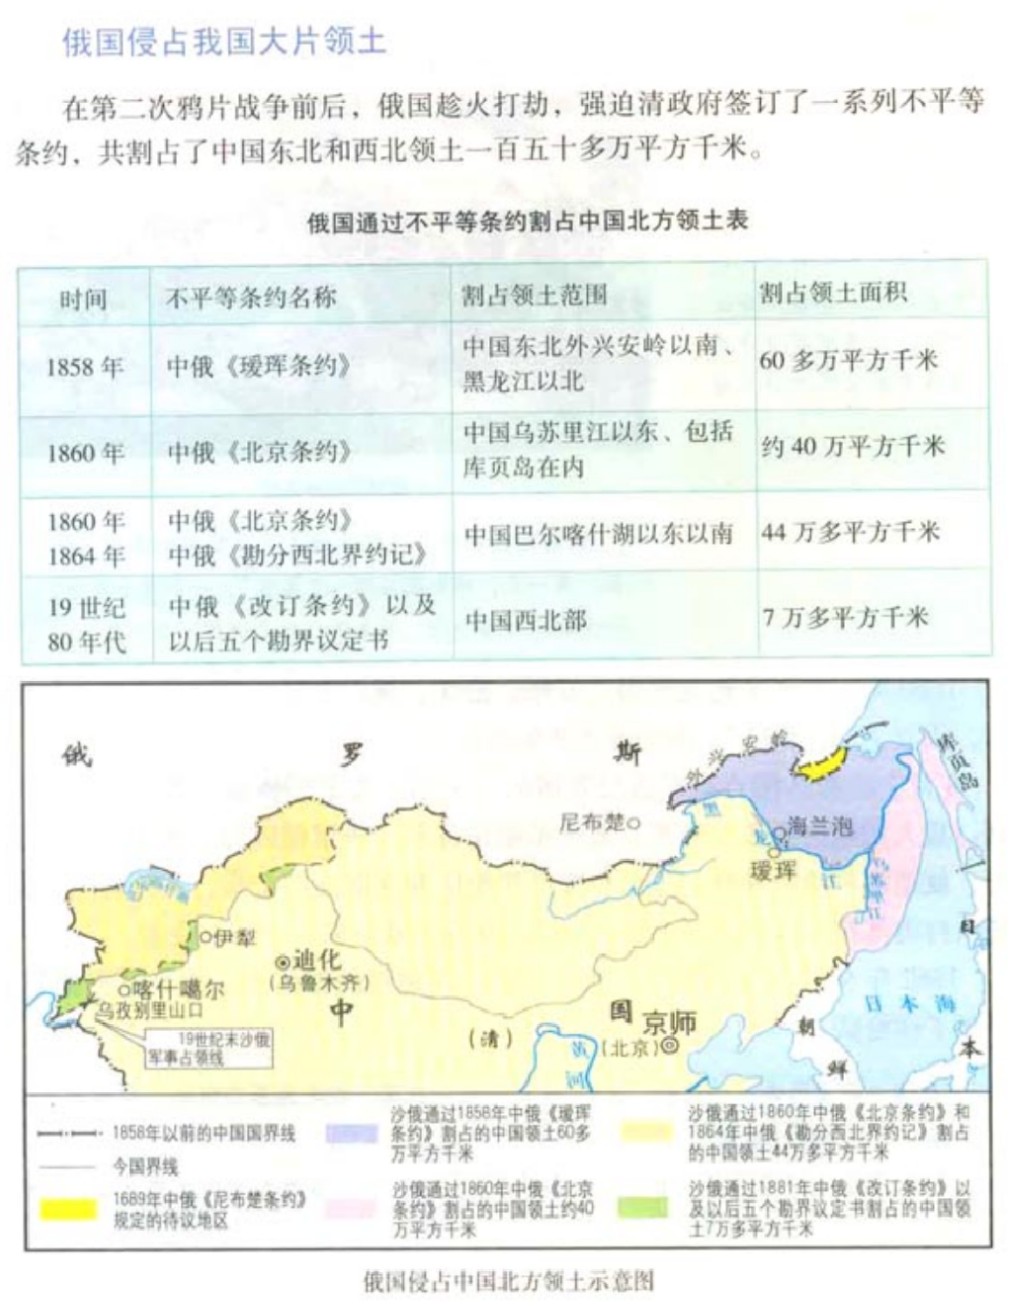 俄国侵占我国大片领土
在第二次鸦片战争前后，俄国趁火打劫，强迫清政府签订了一系列不平等
条约，共割占了中国东北和西北领土一百五十多万平方千米。
俄国通过不平等条约割占中国北方领土表
时间 不平等条约名称 割占领土范围 割占领土面积
1858 年 中俄《瑷珲条约》 中国东北外兴安岭以南、 60 多万平方千米
黑龙江以北
1860 年 中俄《北京条约》 中国乌苏里江以东、包括 约 40 万平方千米
库页岛在内
1860 年 中俄《北京条约》 中国巴尔喀什湖以东以南 44 万多平方千米
1864 年 中俄《勘分西北界约记》
19 世纪 中俄《改订条约》以及 中国西北部 7 万多平方千米
80 年代 以后五个勘界议定书
俄 罗 斯
外兴安岭
库页岛
尼布楚
黑龙江
海兰泡
瑷珲
伊犁
迪化
(乌鲁木齐)
喀什噶尔
乌孜别里山口
中 国
(清)
京师
(北京)
黄河
19世纪末沙俄
军事占领线
日本海
朝鲜
日本
1858年以前的中国国界线
今国界线
1689年中俄《尼布楚条约》
规定的待议地区
沙俄通过1858年中俄《瑷珲
条约》割占的中国领土60多
万平方千米
沙俄通过1860年中俄《北京
条约》割占的中国领土约40
万平方千米
沙俄通过1860年中俄《北京条约》和
1864年中俄《勘分西北界约记》割占
的中国领土44万多平方千米
沙俄通过1881年中俄《改订条约》以
及以后五个勘界议定书割占的中国领
土7万多平方千米
俄国侵占中国北方领土示意图